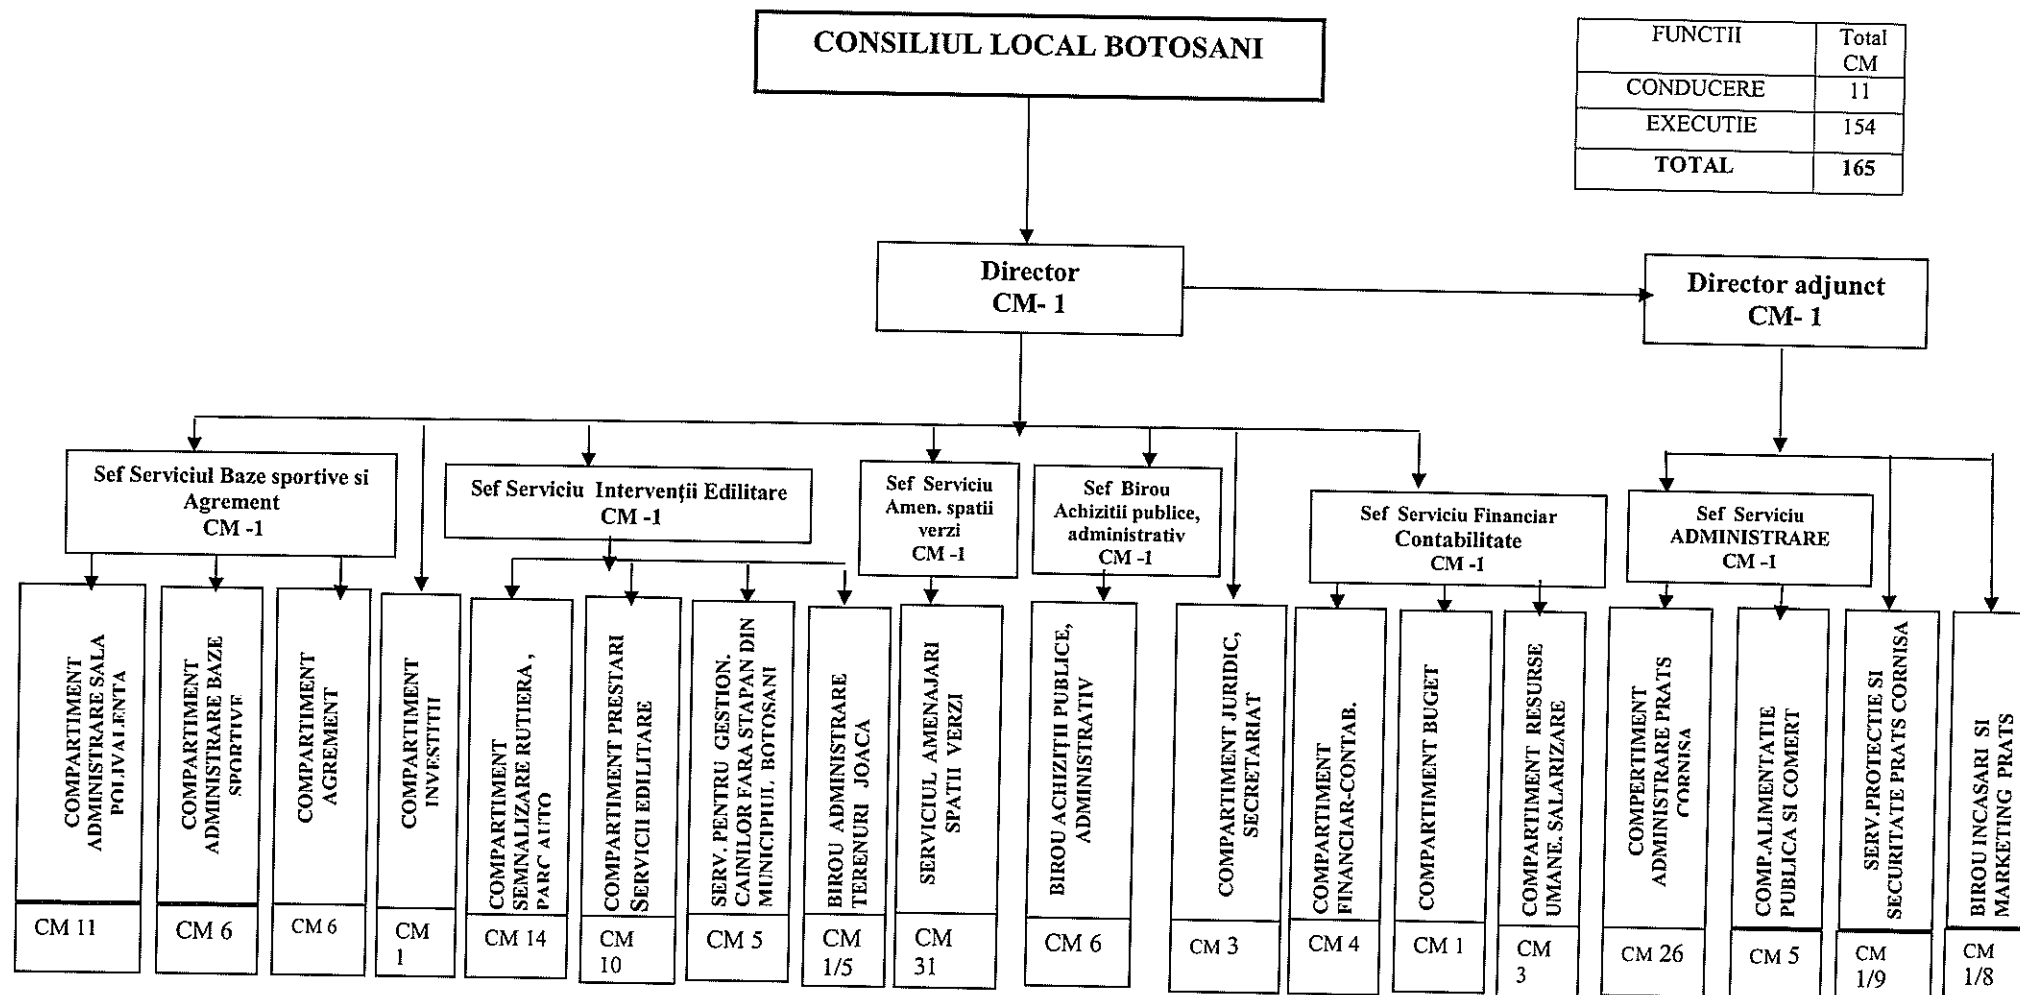 CONSILIUL LOCAL BOTOSANI
FUNCTII
Total
CM
CONDUCERE
11
EXECUTIE
154
TOTAL
165
Director
CM- 1
Director adjunct
CM- 1
Sef Serviciul Baze sportive si
Agrement
CM -1
Sef Serviciu Intervenții Edilitare
CM -1
Sef Serviciu
Amen. spatii
verzi
CM -1
Sef Birou
Achizitii publice,
administrativ
CM -1
Sef Serviciu Financiar
Contabilitate
CM -1
Sef Serviciu
ADMINISTRARE
CM -1
COMPARTIMENT
ADMINISTRARE SALA
POLIVALENTA
CM 11
COMPARTIMENT
ADMINISTRARE BAZE
SPORTIVE
CM 6
COMPARTIMENT
AGREMENT
CM 6
COMPARTIMENT
INVESTITII
CM
1
COMPARTIMENT
SEMNALIZARE RUTIERA ,
PARC AUTO
CM 14
COMPARTIMENT PRESTARI
SERVICII EDILITARE
CM
10
SERV. PENTRU GESTION.
CAINILOR FARA STAPAN DIN
MUNICIPIUL BOTOSANI
CM 5
BIROU ADMINISTRARE
TERENURI JOACA
CM
1/5
SERVICIUL AMENAJARI
SPATII VERZI
CM
31
BIROU ACHIZIȚII PUBLICE,
ADMINISTRATIV
CM 6
COMPARTIMENT JURIDIC,
SECRETARIAT
CM 3
COMPARTIMENT
FINANCIAR-CONTAB.
CM 4
COMPARTIMENT BUGET
CM 1
COMPARTIMENT RESURSE
UMANE, SALARIZARE
CM
3
COMPERTIMENT
ADMINISTRARE PRATS
CORNISA
CM 26
COMP.ALIMENTATIE
PUBLICA SI COMERT
CM 5
SERV.PROTECTIE SI
SECURITATE PRATS CORNISA
CM
1/9
BIROU INCASARI SI
MARKETING PRATS
CM
1/8